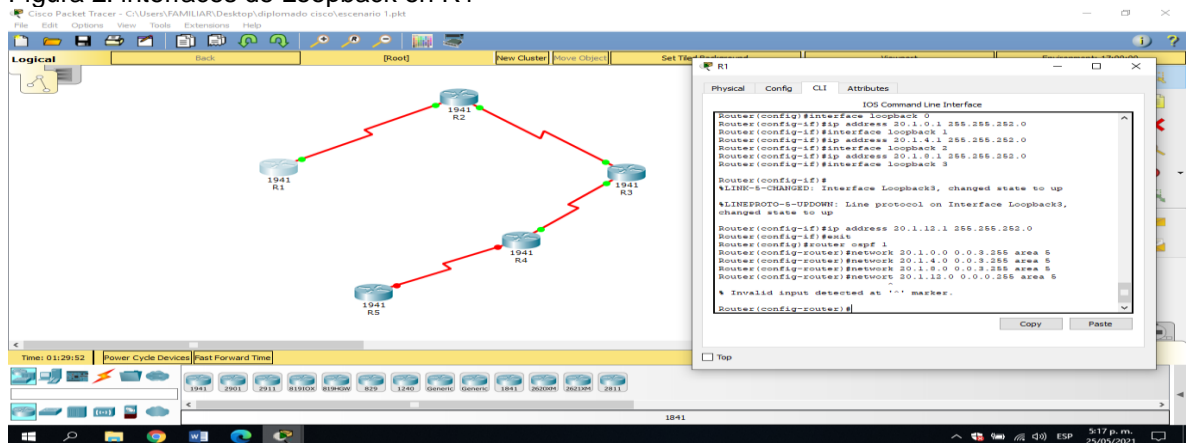 Figura 2. Interfaces de Loopback en R1
Cisco Packet Tracer - C:\Users\FAMILIAR\Desktop\diplomado cisco\escenario 1.pkt
File Edit Options View Tools Extensions Help
Logical Back [Root] New Cluster Move Object Set Tiled Background Viewport
1941
R2
1941
R1
1941
R3
1941
R4
1941
R5
R1
Physical Config CLI Attributes
IOS Command Line Interface
Router(config)#interface loopback 0
Router(config-if)#ip address 20.1.0.1 255.255.252.0
Router(config-if)#interface loopback 1
Router(config-if)#ip address 20.1.4.1 255.255.252.0
Router(config-if)#interface loopback 2
Router(config-if)#ip address 20.1.8.1 255.255.252.0
Router(config-if)#interface loopback 3
Router(config-if)#
%LINK-5-CHANGED: Interface Loopback3, changed state to up
%LINEPROTO-5-UPDOWN: Line protocol on Interface Loopback3,
changed state to up
Router(config-if)#ip address 20.1.12.1 255.255.252.0
Router(config-if)#exit
Router(config)#router ospf 1
Router(config-router)#network 20.1.0.0 0.0.3.255 area 5
Router(config-router)#network 20.1.4.0 0.0.3.255 area 5
Router(config-router)#network 20.1.8.0 0.0.3.255 area 5
Router(config-router)#networt 20.1.12.0 0.0.0.255 area 5
^
% Invalid input detected at '^' marker.
Router(config-router)#
Copy Paste
Top
Time: 01:29:52 Power Cycle Devices Fast Forward Time
1941 2901 2911 819IOX 819HGW 829 1240 Generic Generic 1841 2620XM 2621XM 2811
1841
ESP 5:17 p. m.
25/05/2021